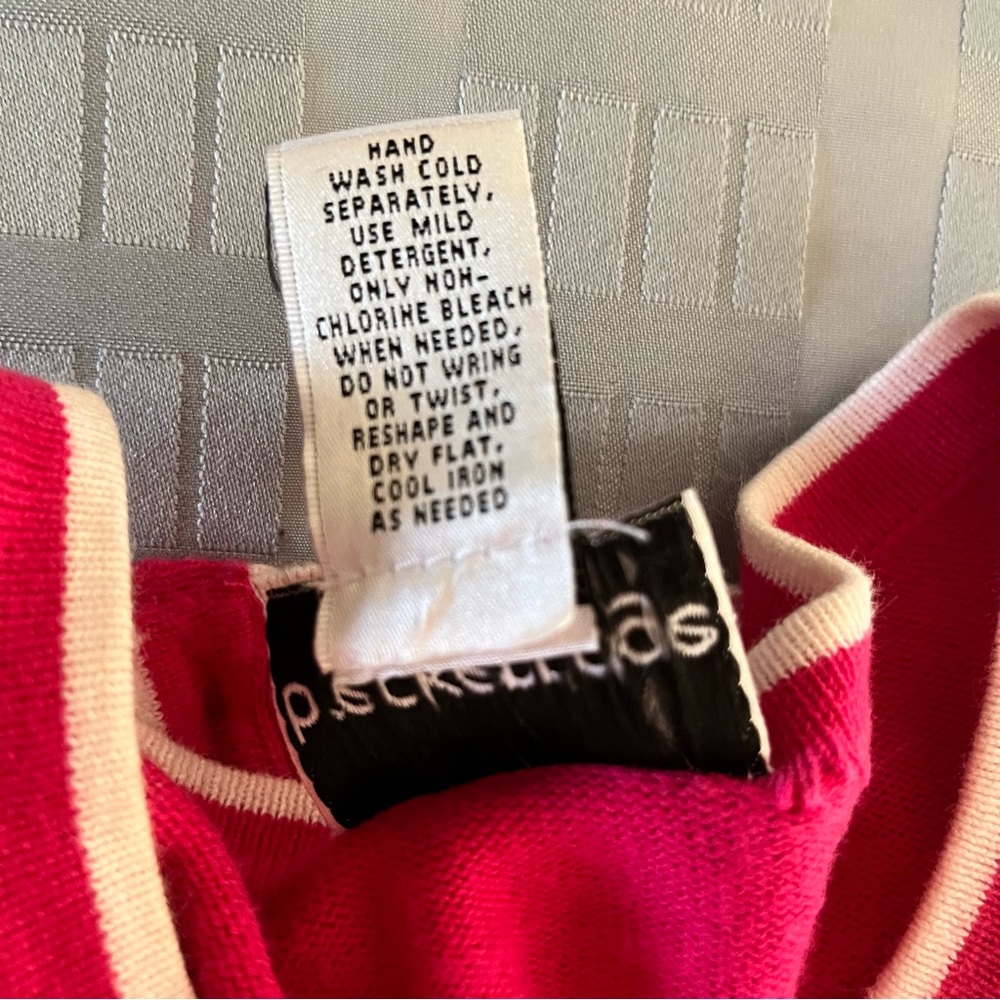 HAND
WASH COLD
SEPARATELY,
USE MILD
DETERGENT,
ONLY NON-
CHLORINE BLEACH
WHEN NEEDED,
DO NOT WRING
OR TWIST,
RESHAPE AND
DRY FLAT,
COOL IRON
AS NEEDED